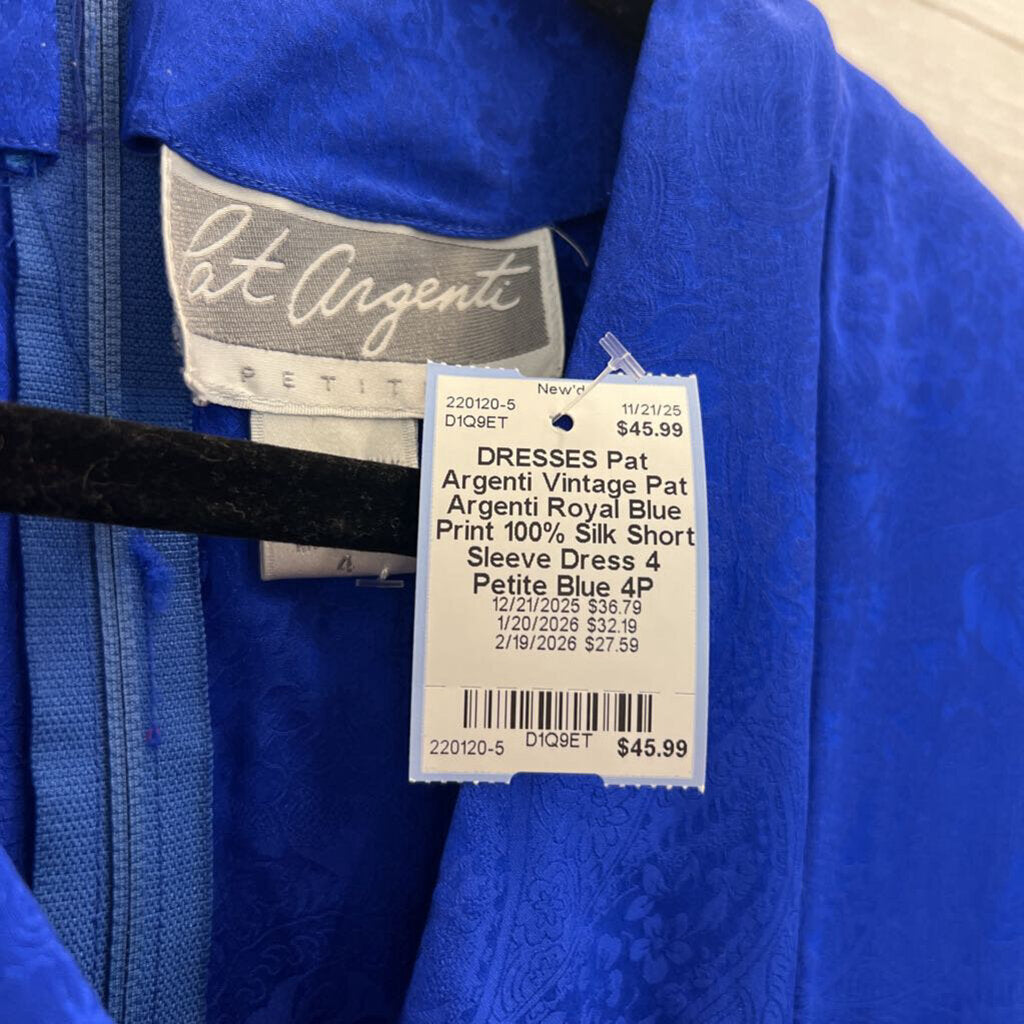 Pat Argenti
PETIT
4
New'd
220120-5 11/21/25
D1Q9ET $45.99
DRESSES Pat
Argenti Vintage Pat
Argenti Royal Blue
Print 100% Silk Short
Sleeve Dress 4
Petite Blue 4P
12/21/2025 $36.79
1/20/2026 $32.19
2/19/2026 $27.59
220120-5 D1Q9ET $45.99